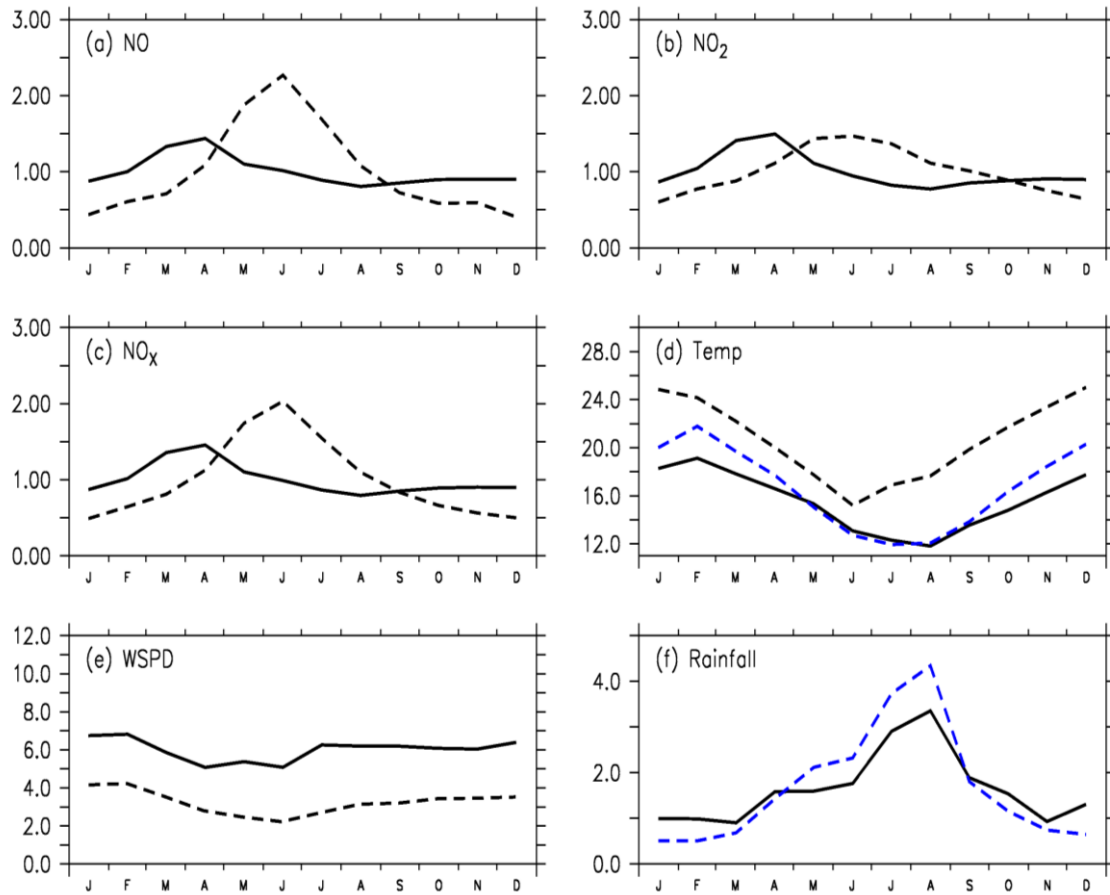 (a) NO
3.00
2.00
1.00
0.00
J F M A M J J A S O N D
(b) NO2
3.00
2.00
1.00
0.00
J F M A M J J A S O N D
(c) NOX
3.00
2.00
1.00
0.00
J F M A M J J A S O N D
(d) Temp
28.0
24.0
20.0
16.0
12.0
J F M A M J J A S O N D
(e) WSPD
12.0
10.0
8.0
6.0
4.0
2.0
0.0
J F M A M J J A S O N D
(f) Rainfall
4.0
2.0
0.0
J F M A M J J A S O N D